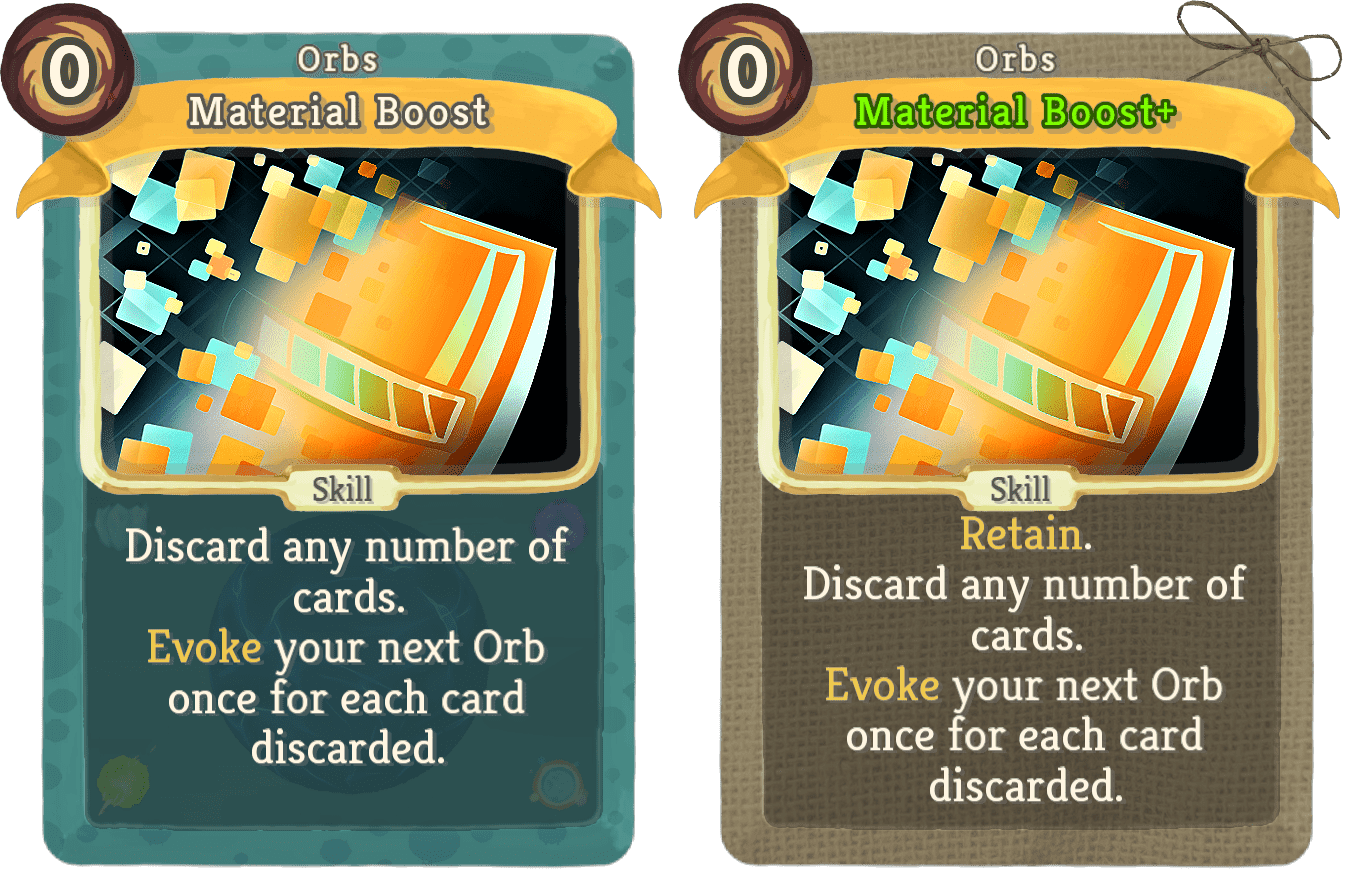 0
Orbs
Material Boost
Skill
Discard any number of
cards.
Evoke your next Orb
once for each card
discarded.
0
Orbs
Material Boost+
Skill
Retain.
Discard any number of
cards.
Evoke your next Orb
once for each card
discarded.